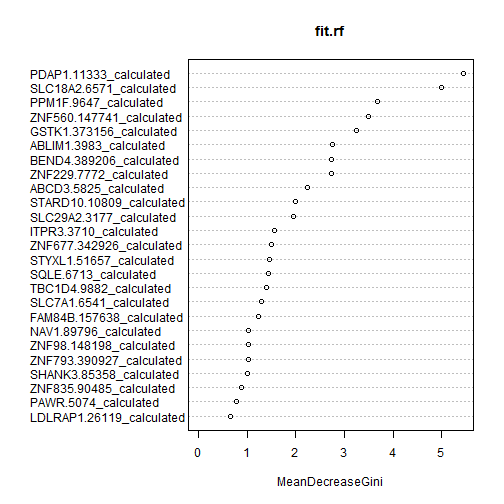 fit.rf
PDAP1.11333_calculated
SLC18A2.6571_calculated
PPM1F.9647_calculated
ZNF560.147741_calculated
GSTK1.373156_calculated
ABLIM1.3983_calculated
BEND4.389206_calculated
ZNF229.7772_calculated
ABCD3.5825_calculated
STARD10.10809_calculated
SLC29A2.3177_calculated
ITPR3.3710_calculated
ZNF677.342926_calculated
STYXL1.51657_calculated
SQLE.6713_calculated
TBC1D4.9882_calculated
SLC7A1.6541_calculated
FAM84B.157638_calculated
NAV1.89796_calculated
ZNF98.148198_calculated
ZNF793.390927_calculated
SHANK3.85358_calculated
ZNF835.90485_calculated
PAWR.5074_calculated
LDLRAP1.26119_calculated
0 1 2 3 4 5
MeanDecreaseGini